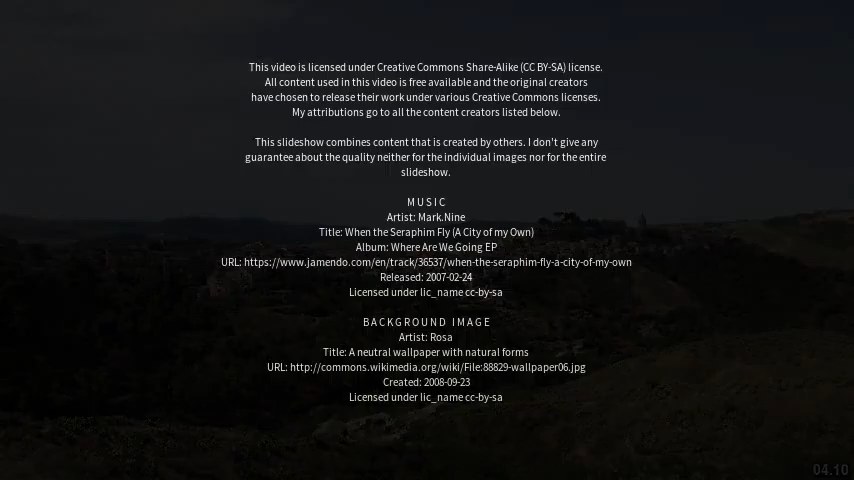 This video is licensed under Creative Commons Share-Alike (CC BY-SA) license.
All content used in this video is free available and the original creators
have chosen to release their work under various Creative Commons licenses.
My attributions go to all the content creators listed below.
This slideshow combines content that is created by others. I don't give any
guarantee about the quality neither for the individual images nor for the entire
slideshow.
MUSIC
Artist: Mark.Nine
Title: When the Seraphim Fly (A City of my Own)
Album: Where Are We Going EP
URL: https://www.jamendo.com/en/track/36537/when-the-seraphim-fly-a-city-of-my-own
Released: 2007-02-24
Licensed under lic_name cc-by-sa
BACKGROUND IMAGE
Artist: Rosa
Title: A neutral wallpaper with natural forms
URL: http://commons.wikimedia.org/wiki/File:88829-wallpaper06.jpg
Created: 2008-09-23
Licensed under lic_name cc-by-sa
04.10